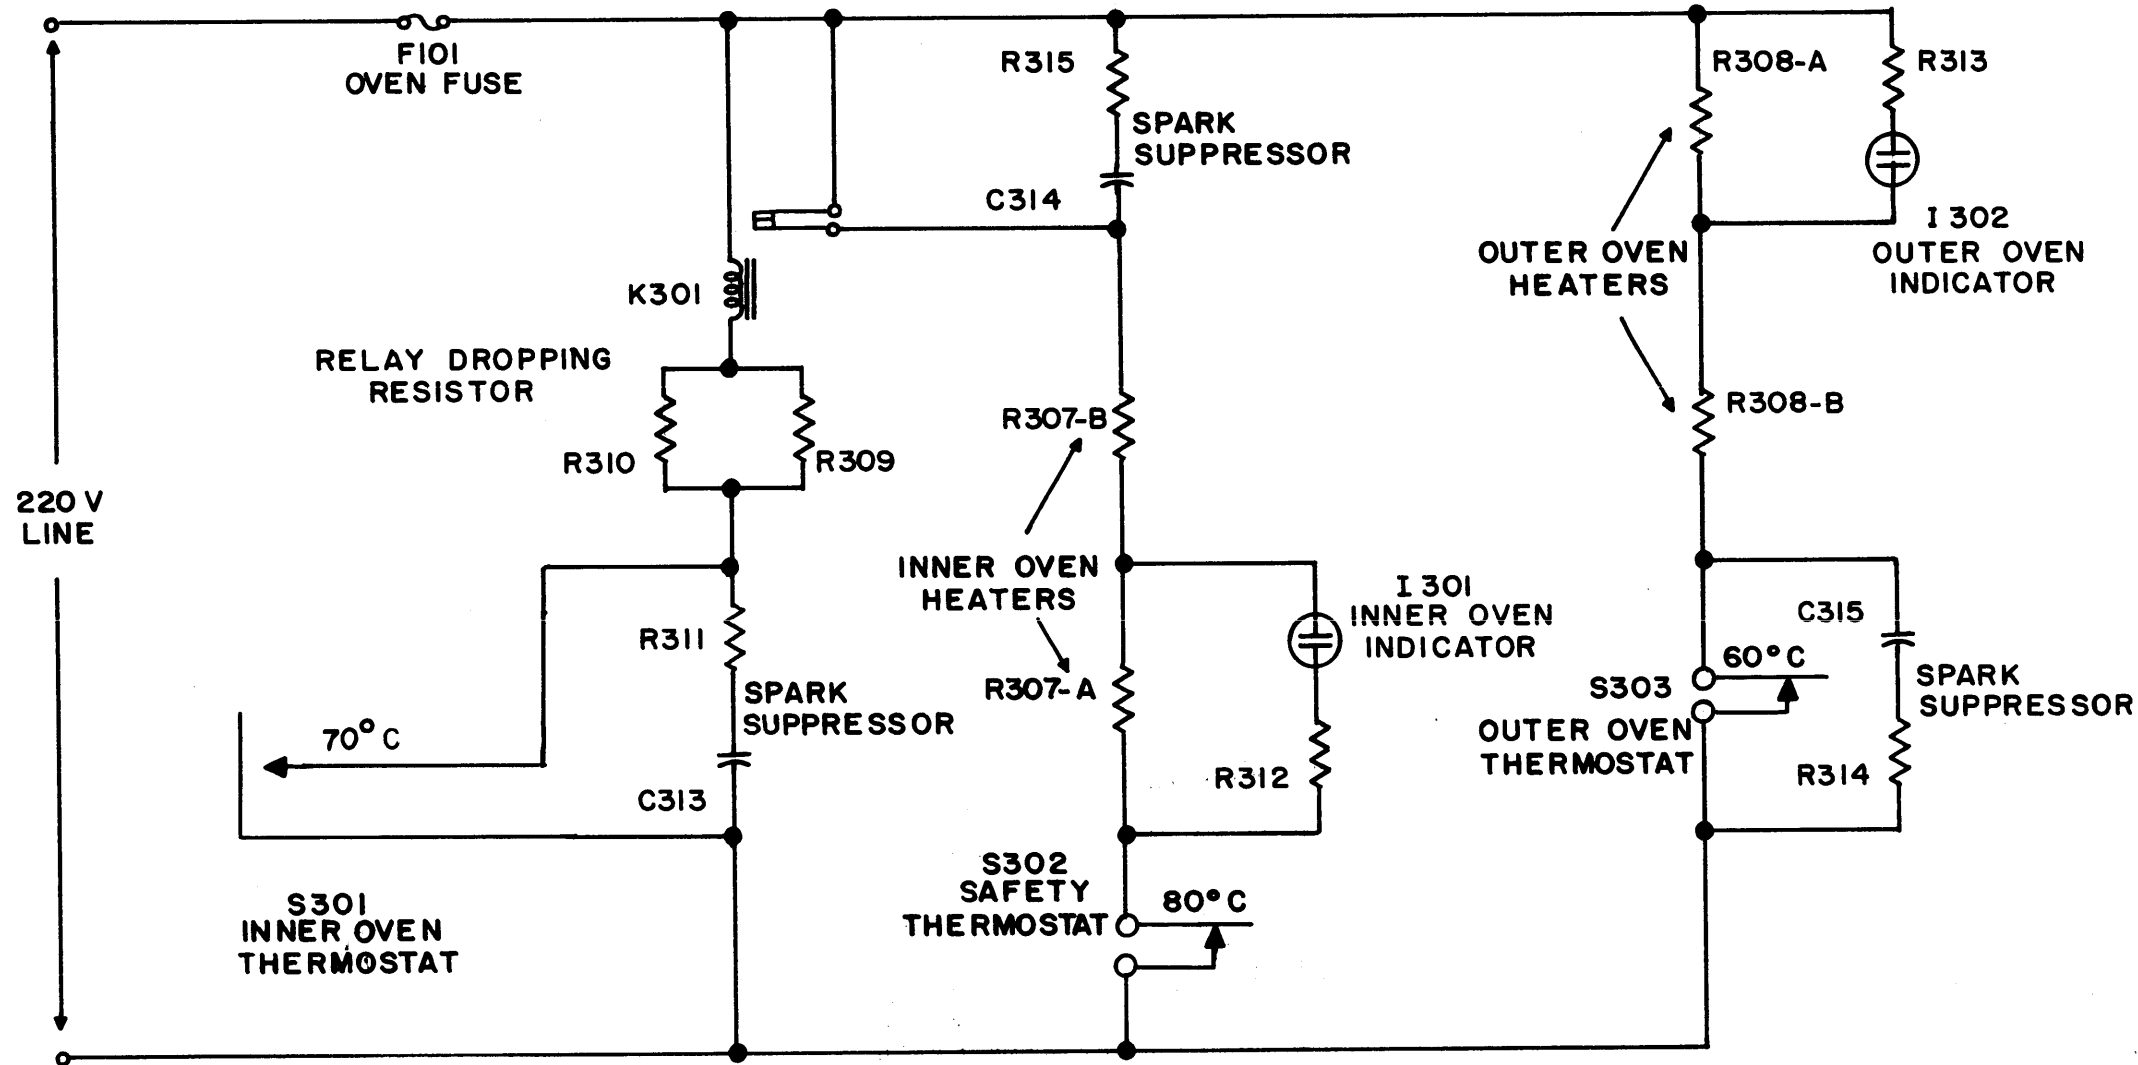 F101
OVEN FUSE
R315
SPARK
SUPPRESSOR
C314
R308-A
R313
I 302
OUTER OVEN
INDICATOR
OUTER OVEN
HEATERS
K301
RELAY DROPPING
RESISTOR
R310
R309
R307-B
R308-B
220 V
LINE
INNER OVEN
HEATERS
I 301
INNER OVEN
INDICATOR
C315
R311
R307-A
60°C
S303
OUTER OVEN
THERMOSTAT
SPARK
SUPPRESSOR
SPARK
SUPPRESSOR
70°C
R312
R314
C313
S302
SAFETY
THERMOSTAT
80°C
S301
INNER OVEN
THERMOSTAT